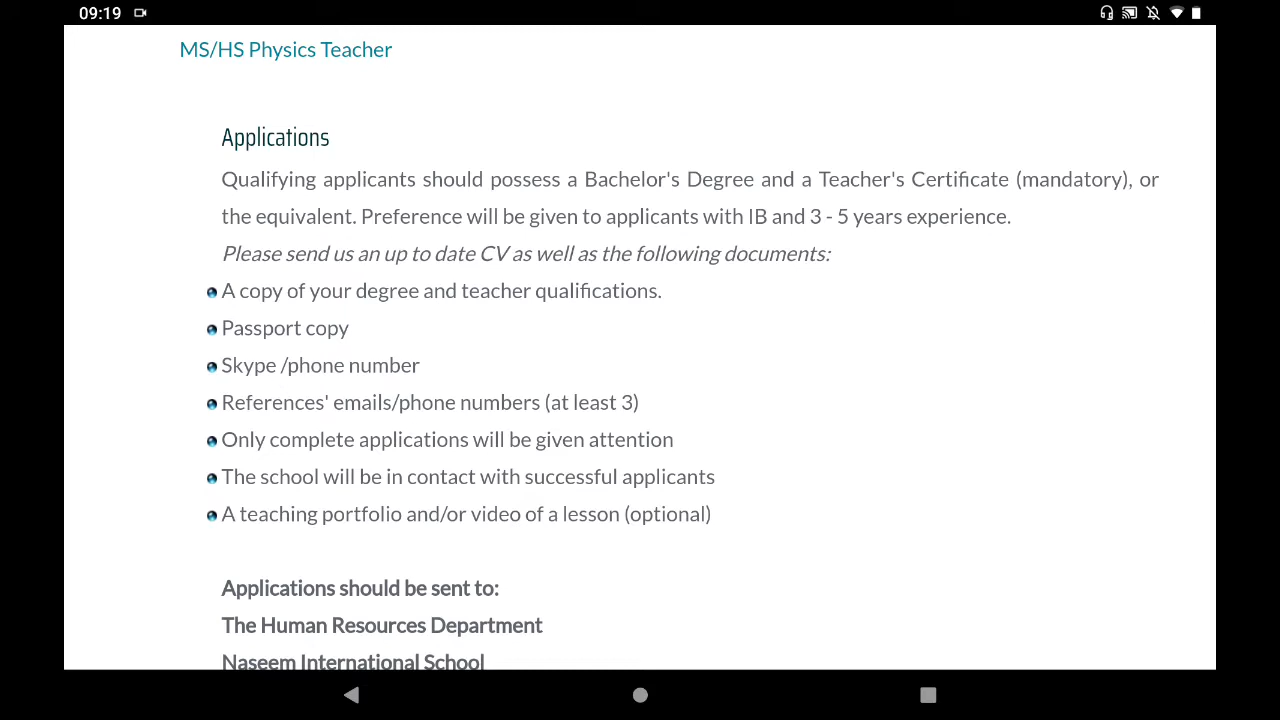 09:19
MS/HS Physics Teacher
Applications
Qualifying applicants should possess a Bachelor's Degree and a Teacher's Certificate (mandatory), or
the equivalent. Preference will be given to applicants with IB and 3 - 5 years experience.
Please send us an up to date CV as well as the following documents:
A copy of your degree and teacher qualifications.
Passport copy
Skype /phone number
References' emails/phone numbers (at least 3)
Only complete applications will be given attention
The school will be in contact with successful applicants
A teaching portfolio and/or video of a lesson (optional)
Applications should be sent to:
The Human Resources Department
Naseem International School